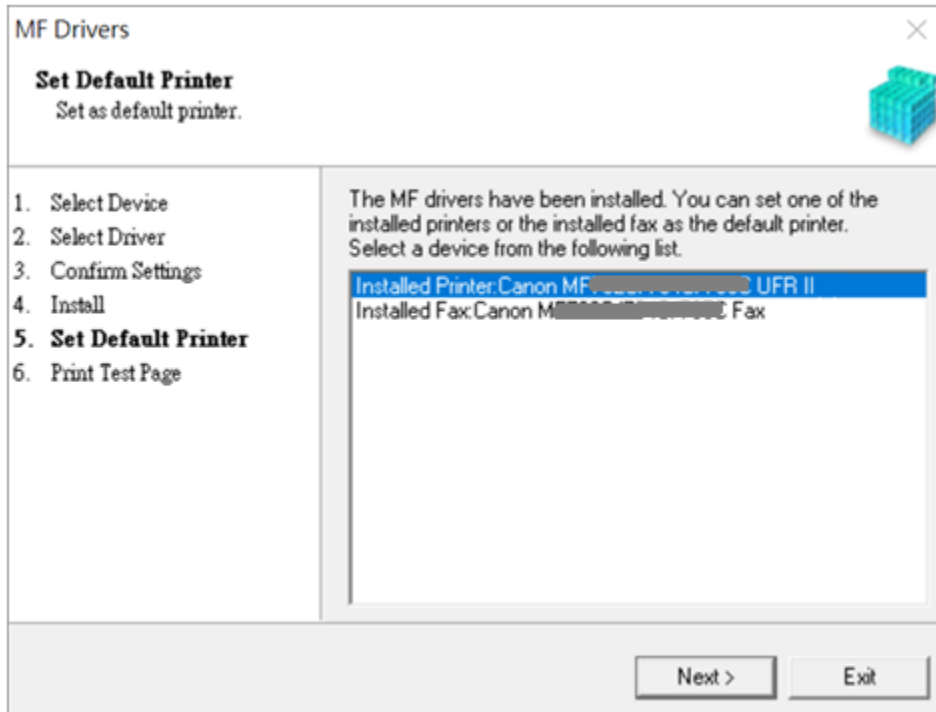 MF Drivers
Set Default Printer
Set as default printer.
1. Select Device
2. Select Driver
3. Confirm Settings
4. Install
5. Set Default Printer
6. Print Test Page
The MF drivers have been installed. You can set one of the
installed printers or the installed fax as the default printer.
Select a device from the following list.
Installed Printer:Canon MF UFR II
Installed Fax:Canon M Fax
Next >
Exit